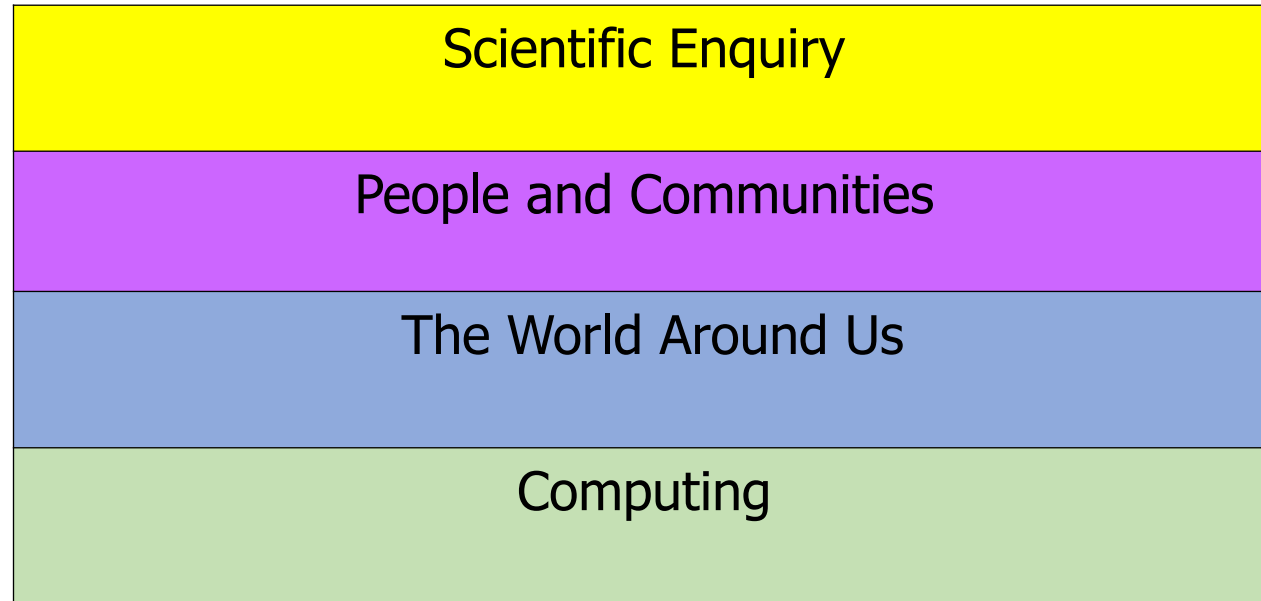 Scientific Enquiry
People and Communities
The World Around Us
Computing